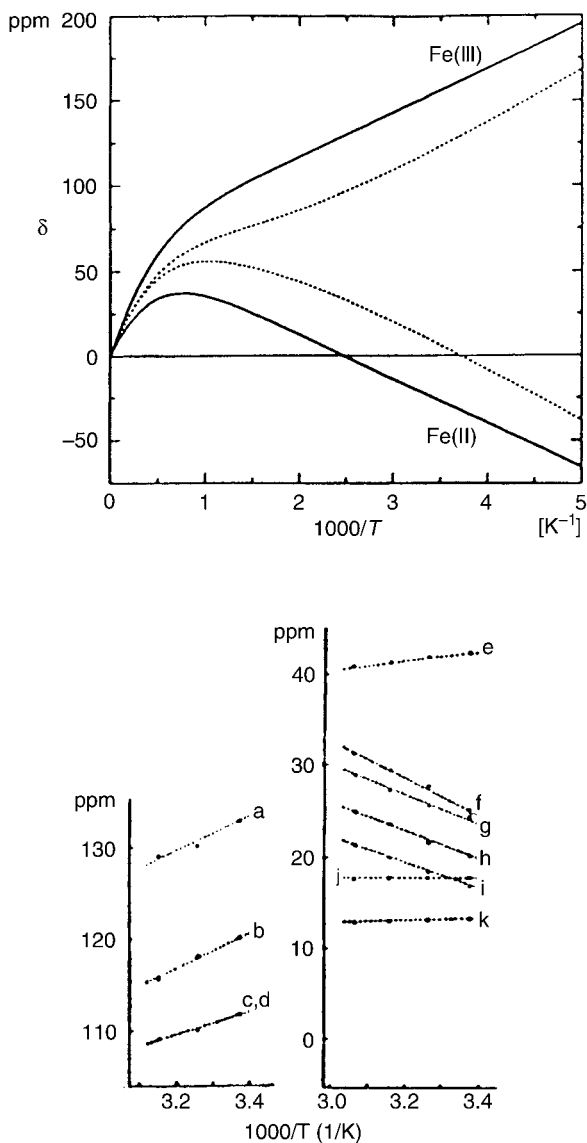 ppm
200
150
100
50
0
−50
δ
Fe(III)
Fe(II)
0 1 2 3 4 5
1000/T [K⁻¹]
ppm
40
30
20
10
0
e
f
g
h
i
j
k
ppm
130
120
110
a
b
c,d
3.2 3.4
3.0 3.2 3.4
1000/T (1/K)